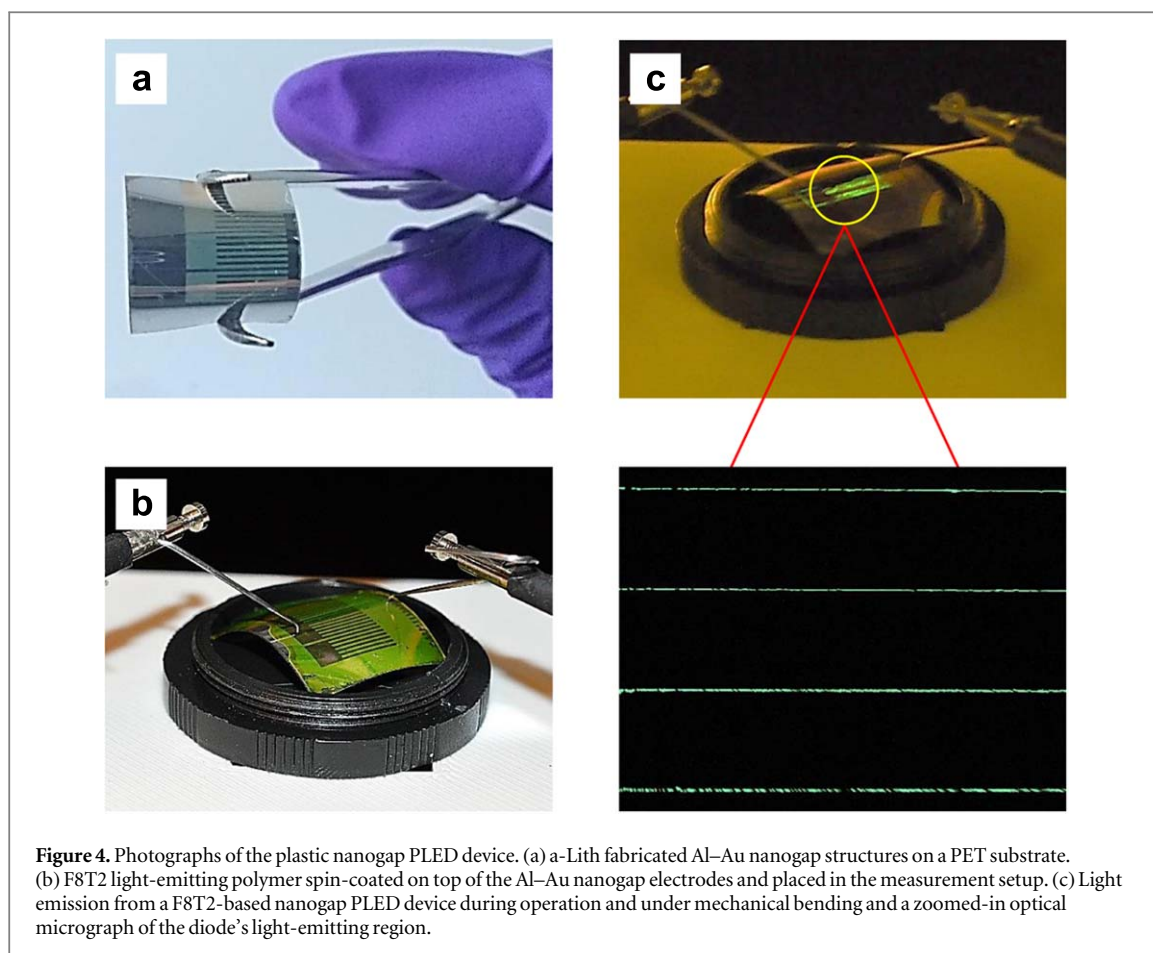 a
c
b
Figure 4. Photographs of the plastic nanogap PLED device. (a) a-Lith fabricated Al–Au nanogap structures on a PET substrate.
(b) F8T2 light-emitting polymer spin-coated on top of the Al–Au nanogap electrodes and placed in the measurement setup. (c) Light
emission from a F8T2-based nanogap PLED device during operation and under mechanical bending and a zoomed-in optical
micrograph of the diode’s light-emitting region.